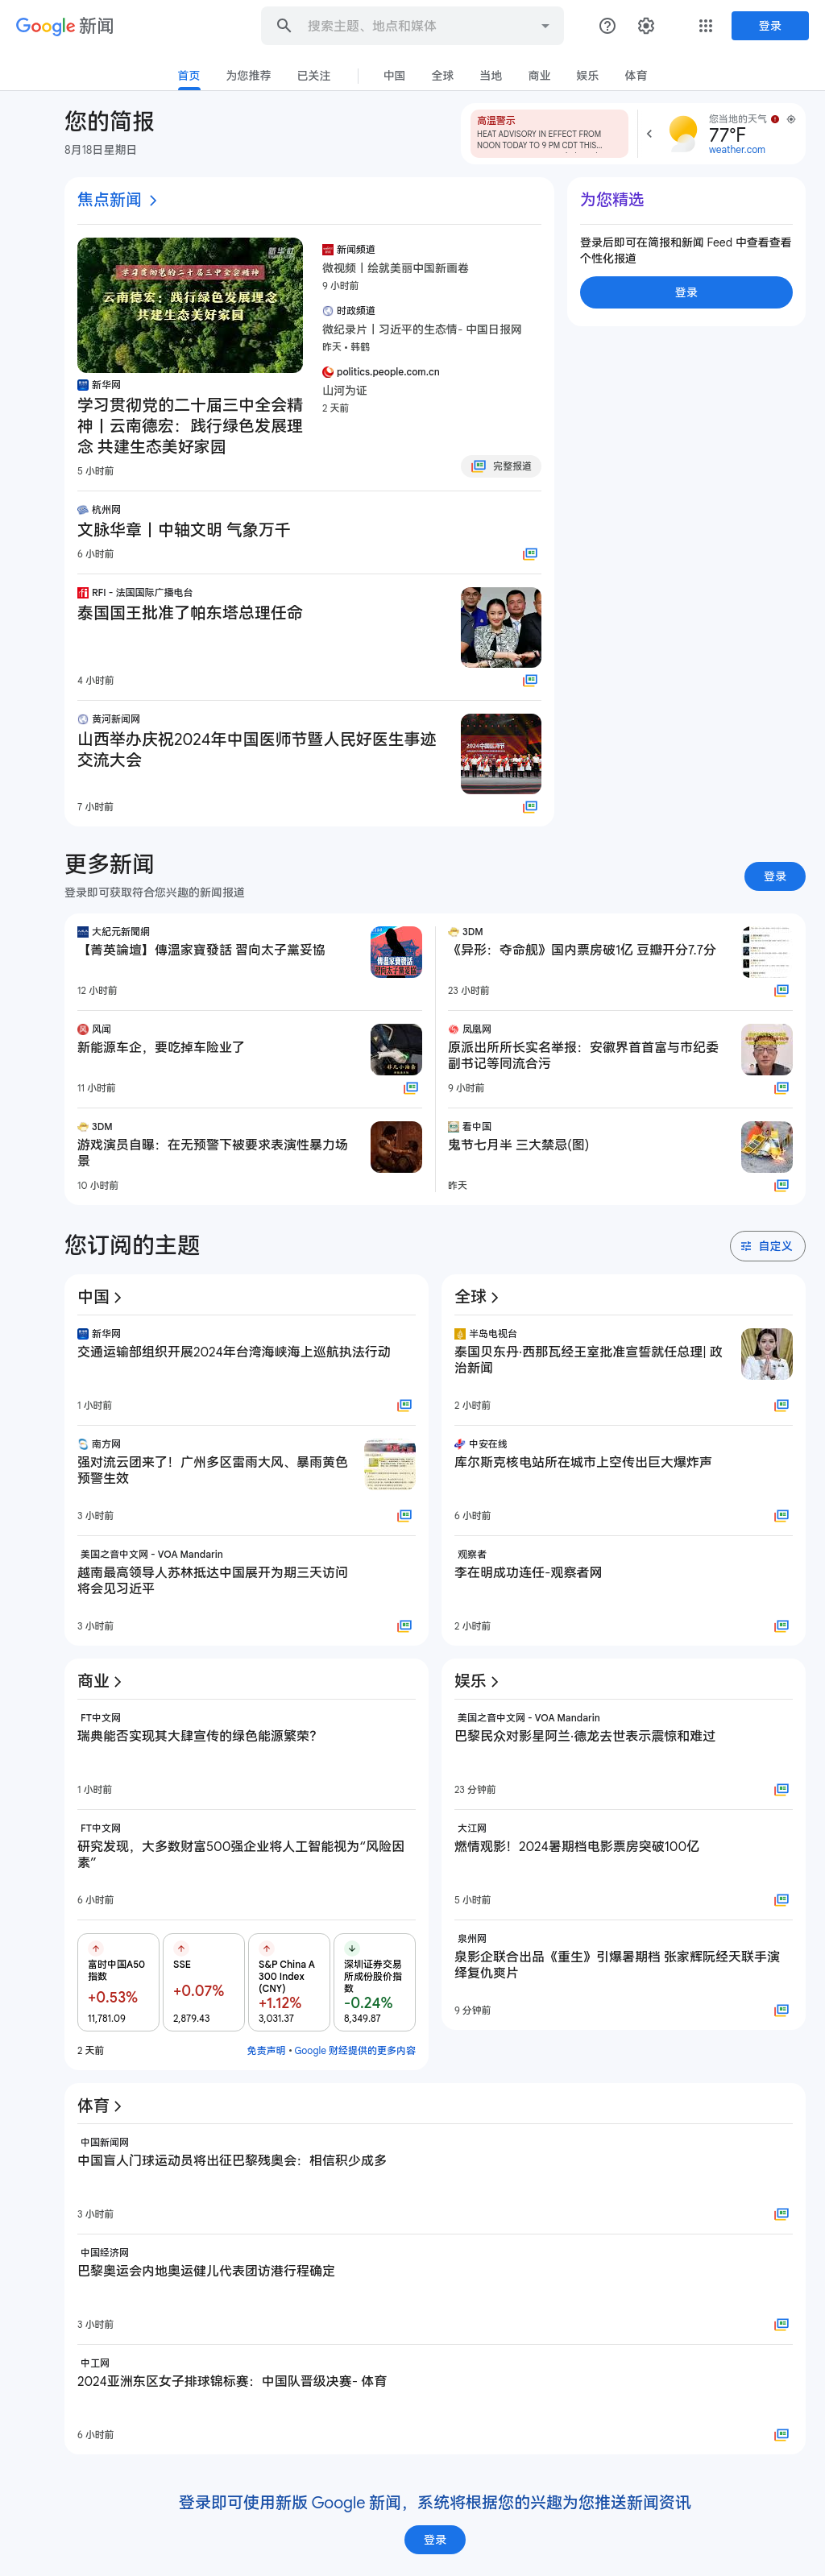 Google 新闻
搜索主题、地点和媒体
登录
首页
为您推荐
已关注
中国
全球
当地
商业
娱乐
体育
您的简报
8月18日星期日
高温警示
HEAT ADVISORY IN EFFECT FROM
NOON TODAY TO 9 PM CDT THIS...
您当地的天气
77°F
weather.com
焦点新闻
新华网
学习贯彻党的二十届三中全会精神
云南德宏：践行绿色发展理念
共建生态美好家园
新华网
学习贯彻党的二十届三中全会精
神丨云南德宏：践行绿色发展理
念 共建生态美好家园
5 小时前
新闻频道
微视频丨绘就美丽中国新画卷
9 小时前
时政频道
微纪录片丨习近平的生态情- 中国日报网
昨天 • 韩鹤
politics.people.com.cn
山河为证
2 天前
完整报道
杭州网
文脉华章丨中轴文明 气象万千
6 小时前
RFI - 法国国际广播电台
泰国国王批准了帕东塔总理任命
4 小时前
黄河新闻网
山西举办庆祝2024年中国医师节暨人民好医生事迹
交流大会
2024中国医师节
7 小时前
为您精选
登录后即可在简报和新闻 Feed 中查看查看
个性化报道
登录
更多新闻
登录即可获取符合您兴趣的新闻报道
登录
大紀元新聞網
【菁英論壇】傳溫家寶發話 習向太子黨妥協
傳溫家寶發話
習向太子黨妥協
12 小时前
3DM
《异形：夺命舰》国内票房破1亿 豆瓣开分7.7分
23 小时前
风闻
新能源车企，要吃掉车险业了
11 小时前
凤凰网
原派出所所长实名举报：安徽界首首富与市纪委
副书记等同流合污
9 小时前
3DM
游戏演员自曝：在无预警下被要求表演性暴力场
景
10 小时前
看中国
鬼节七月半 三大禁忌(图)
昨天
您订阅的主题
自定义
中国
新华网
交通运输部组织开展2024年台湾海峡海上巡航执法行动
1 小时前
南方网
强对流云团来了！广州多区雷雨大风、暴雨黄色
预警生效
3 小时前
美国之音中文网 - VOA Mandarin
越南最高领导人苏林抵达中国展开为期三天访问
将会见习近平
3 小时前
全球
半岛电视台
泰国贝东丹·西那瓦经王室批准宣誓就任总理| 政
治新闻
2 小时前
中安在线
库尔斯克核电站所在城市上空传出巨大爆炸声
6 小时前
观察者
李在明成功连任-观察者网
2 小时前
商业
FT中文网
瑞典能否实现其大肆宣传的绿色能源繁荣？
1 小时前
FT中文网
研究发现，大多数财富500强企业将人工智能视为“风险因
素”
6 小时前
富时中国A50
指数
+0.53%
11,781.09
SSE
+0.07%
2,879.43
S&P China A
300 Index
(CNY)
+1.12%
3,031.37
深圳证券交易
所成份股价指
数
-0.24%
8,349.87
2 天前
免责声明 • Google 财经提供的更多内容
娱乐
美国之音中文网 - VOA Mandarin
巴黎民众对影星阿兰·德龙去世表示震惊和难过
23 分钟前
大江网
燃情观影！2024暑期档电影票房突破100亿
5 小时前
泉州网
泉影企联合出品《重生》引爆暑期档 张家辉阮经天联手演
绎复仇爽片
9 分钟前
体育
中国新闻网
中国盲人门球运动员将出征巴黎残奥会：相信积少成多
3 小时前
中国经济网
巴黎奥运会内地奥运健儿代表团访港行程确定
3 小时前
中工网
2024亚洲东区女子排球锦标赛：中国队晋级决赛- 体育
6 小时前
登录即可使用新版 Google 新闻，系统将根据您的兴趣为您推送新闻资讯
登录